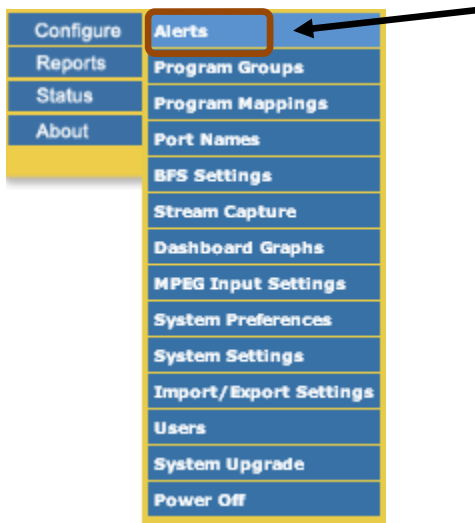 Configure
Reports
Status
About
Alerts
Program Groups
Program Mappings
Port Names
BFS Settings
Stream Capture
Dashboard Graphs
MPEG Input Settings
System Preferences
System Settings
Import/Export Settings
Users
System Upgrade
Power Off